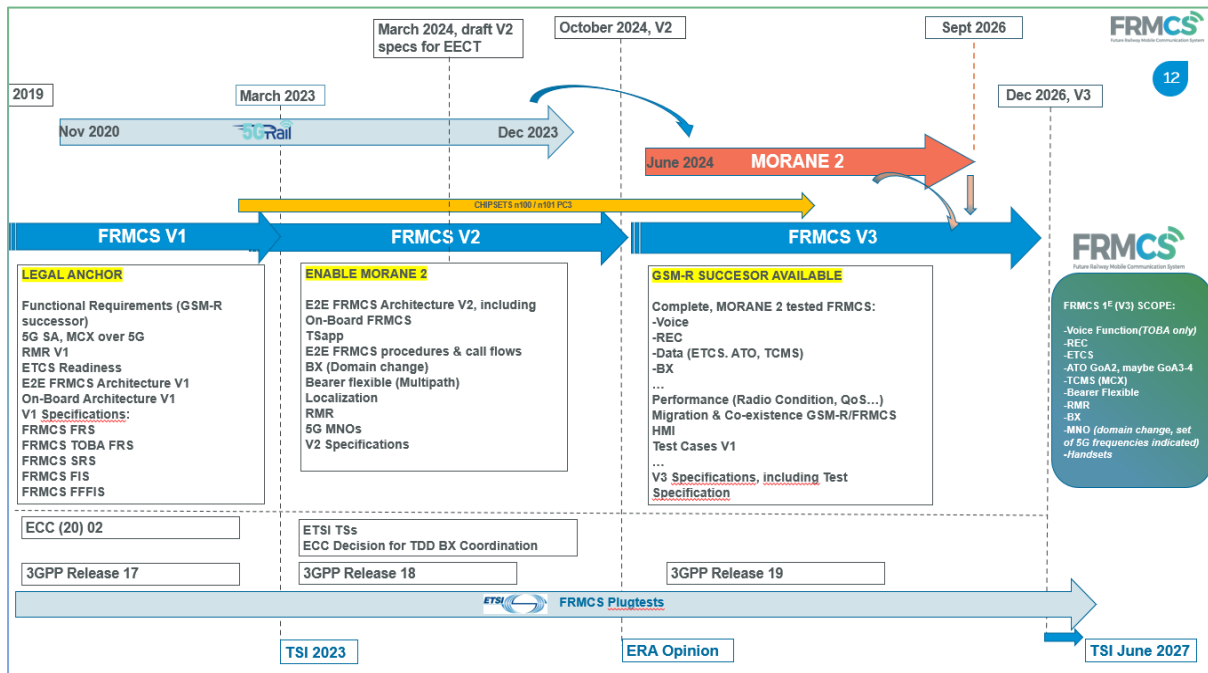 March 2024, draft V2
specs for EECT
October 2024, V2
Sept 2026
FRMCS
Future Railway Mobile Communication System
12
2019
March 2023
Dec 2026, V3
Nov 2020
5GRail
Dec 2023
June 2024
MORANE 2
CHIPSETS n100 / n101 PC3
FRMCS V1
FRMCS V2
FRMCS V3
FRMCS
Future Railway Mobile Communication System
LEGAL ANCHOR
Functional Requirements (GSM-R
successor)
5G SA, MCX over 5G
RMR V1
ETCS Readiness
E2E FRMCS Architecture V1
On-Board Architecture V1
V1 Specifications:
FRMCS FRS
FRMCS TOBA FRS
FRMCS SRS
FRMCS FIS
FRMCS FFFIS
ENABLE MORANE 2
E2E FRMCS Architecture V2, including
On-Board FRMCS
TSapp
E2E FRMCS procedures & call flows
BX (Domain change)
Bearer flexible (Multipath)
Localization
RMR
5G MNOs
V2 Specifications
GSM-R SUCCESOR AVAILABLE
Complete, MORANE 2 tested FRMCS:
-Voice
-REC
-Data (ETCS. ATO, TCMS)
-BX
...
Performance (Radio Condition, QoS...)
Migration & Co-existence GSM-R/FRMCS
HMI
Test Cases V1
...
V3 Specifications, including Test
Specification
FRMCS 1E (V3) SCOPE:
-Voice Function(TOBA only)
-REC
-ETCS
-ATO GoA2, maybe GoA3-4
-TCMS (MCX)
-Bearer Flexible
-RMR
-BX
-MNO (domain change, set
of 5G frequencies indicated)
-Handsets
ECC (20) 02
ETSI TSs
ECC Decision for TDD BX Coordination
3GPP Release 17
3GPP Release 18
3GPP Release 19
ETSI
FRMCS Plugtests
TSI 2023
ERA Opinion
TSI June 2027